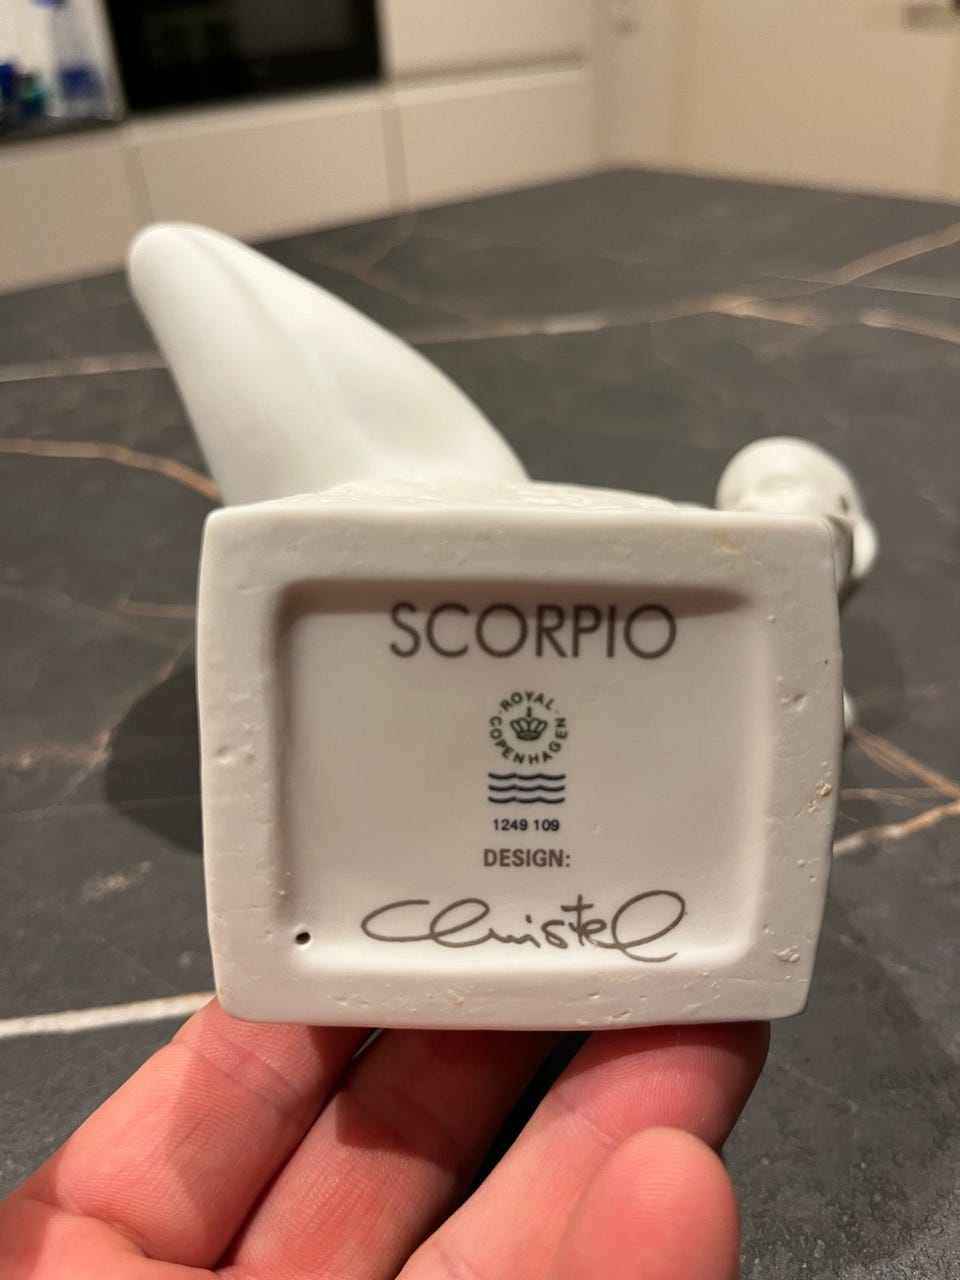 SCORPIO
ROYAL
COPENHAGEN
1249 109
DESIGN:
Christel